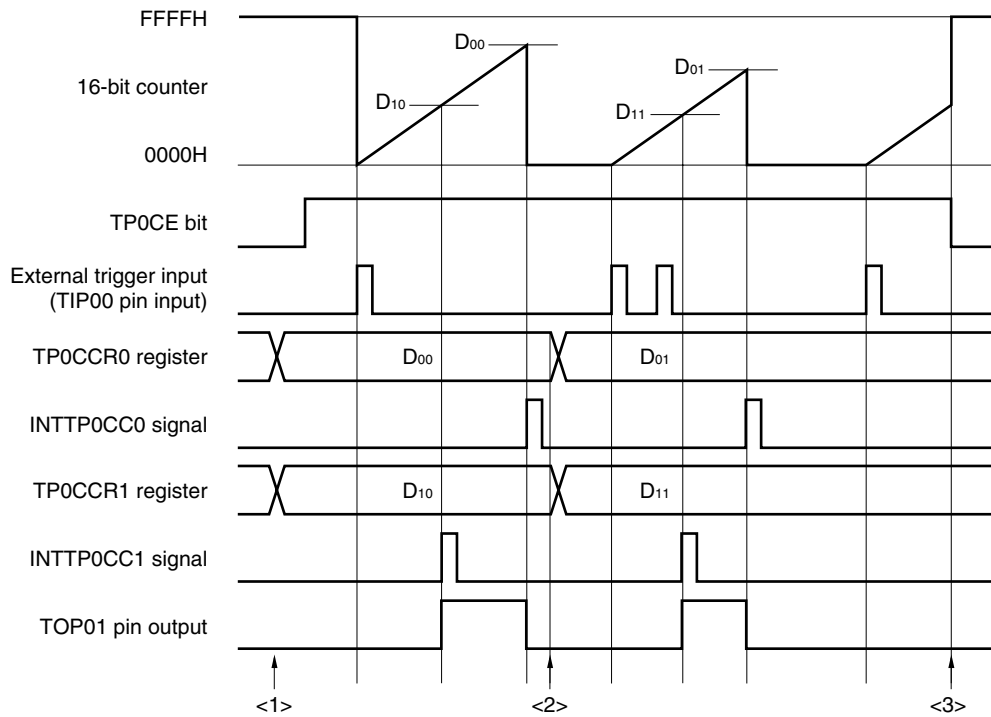 FFFFH
D00
D01
16-bit counter
D10
D11
0000H
TP0CE bit
External trigger input
(TIP00 pin input)
TP0CCR0 register
D00
D01
INTTP0CC0 signal
TP0CCR1 register
D10
D11
INTTP0CC1 signal
TOP01 pin output
<1>
<2>
<3>